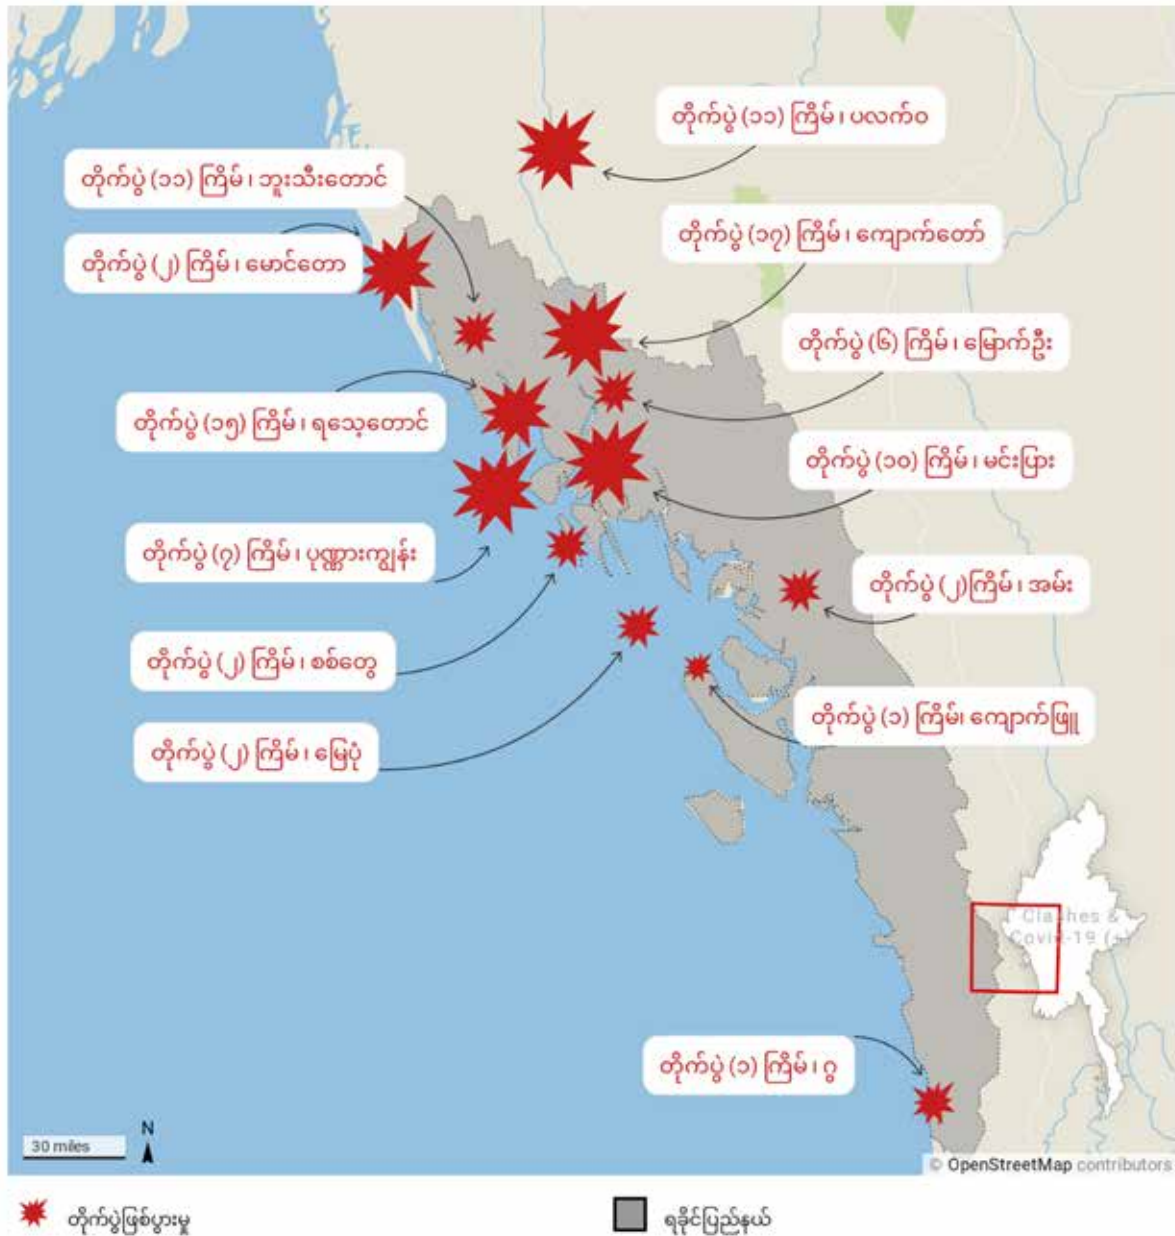 တိုက်ပွဲ (၁၁) ကြိမ် ၊ ပလက်ဝ
တိုက်ပွဲ (၁၁) ကြိမ် ၊ ဘူးသီးတောင်
တိုက်ပွဲ (၁၇) ကြိမ် ၊ ကျောက်တော်
တိုက်ပွဲ (၂) ကြိမ် ၊ မောင်တော
တိုက်ပွဲ (၆) ကြိမ် ၊ မြောက်ဦး
တိုက်ပွဲ (၁၅) ကြိမ် ၊ ရသေ့တောင်
တိုက်ပွဲ (၁၀) ကြိမ် ၊ မင်းပြား
တိုက်ပွဲ (၇) ကြိမ် ၊ ပုဏ္ဏားကျွန်း
တိုက်ပွဲ (၂)ကြိမ် ၊ အမ်း
တိုက်ပွဲ (၂) ကြိမ် ၊ စစ်တွေ
တိုက်ပွဲ (၁) ကြိမ်၊ ကျောက်ဖြူ
တိုက်ပွဲ (၂) ကြိမ် ၊ မြေပုံ
Clashes &
Covid-19 (+)
တိုက်ပွဲ (၁) ကြိမ် ၊ ဂွ
N
30 miles
© OpenStreetMap contributors
တိုက်ပွဲဖြစ်ပွားမှု
ရခိုင်ပြည်နယ်